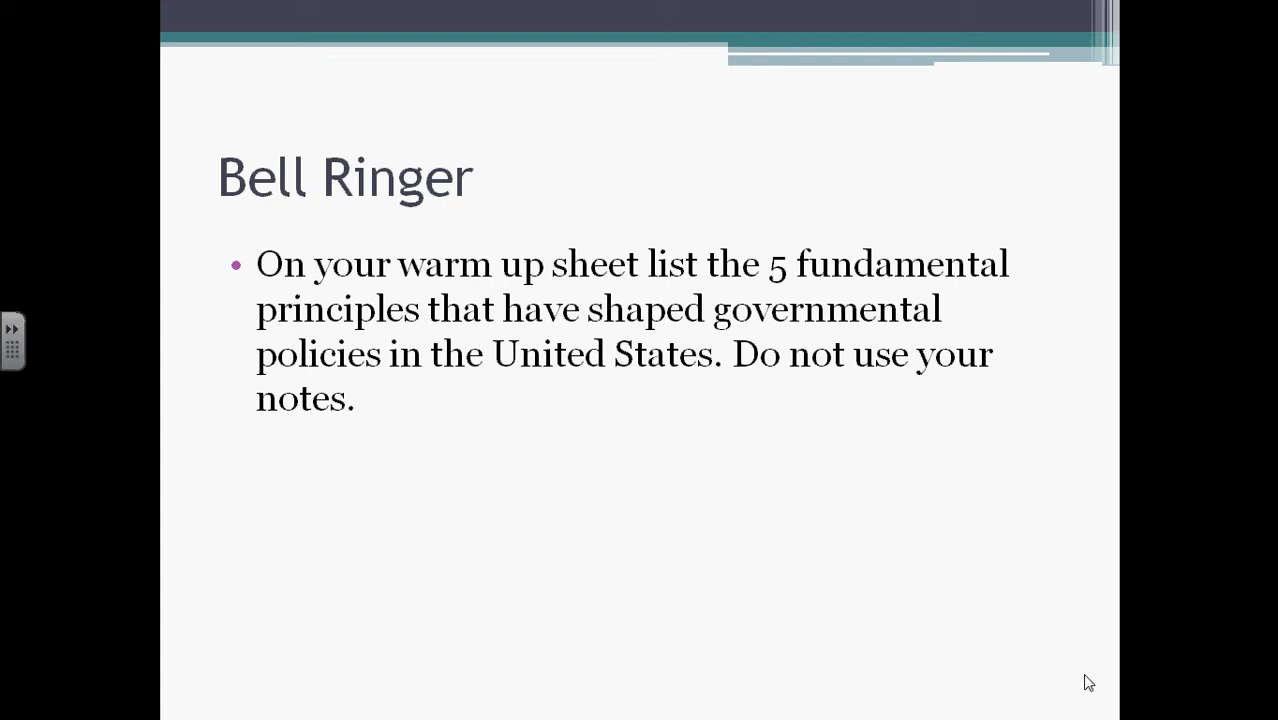 Bell Ringer
• On your warm up sheet list the 5 fundamental
principles that have shaped governmental
policies in the United States. Do not use your
notes.